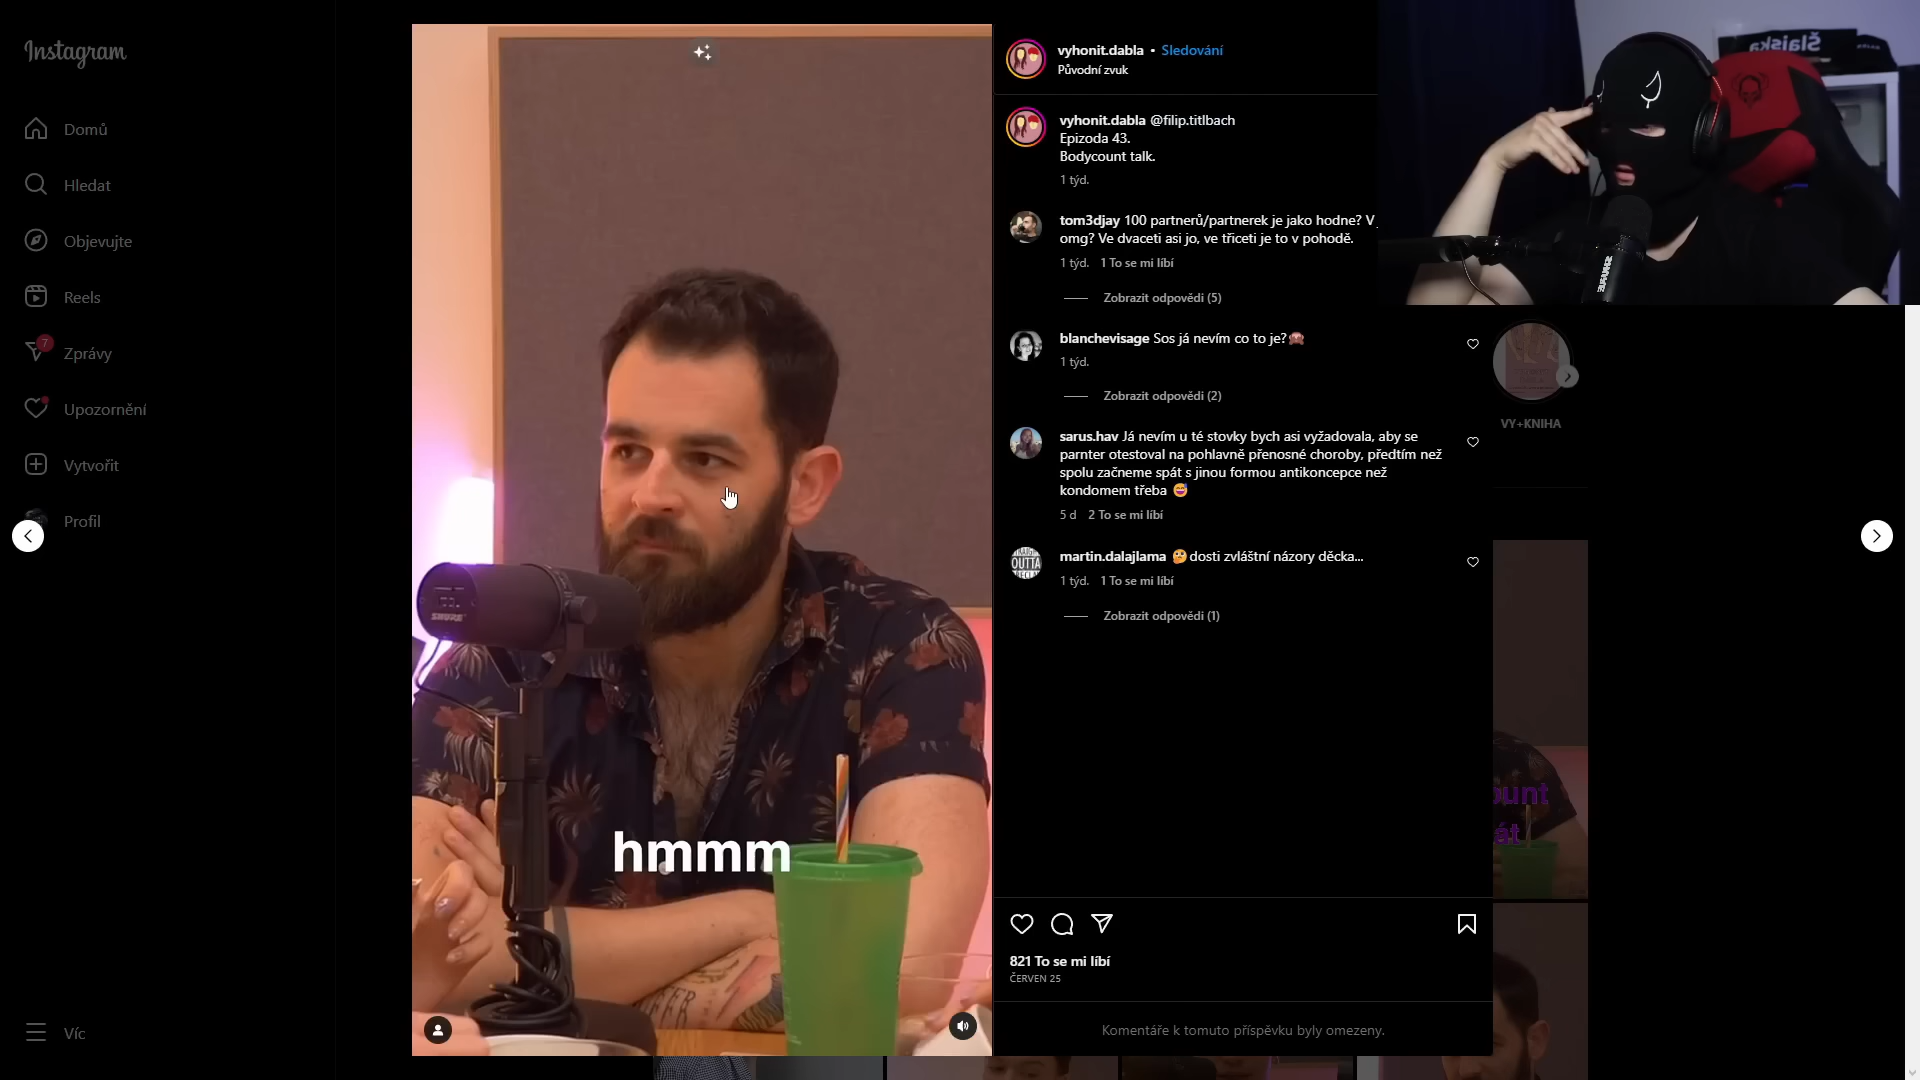 Instagram
Domů
Hledat
Objevujte
Reels
7
Zprávy
Upozornění
Vytvořit
Profil
Víc
SHURE
hmmm
vyhonit.dabla • Sledování
Původní zvuk
vyhonit.dabla @filip.titlbach
Epizoda 43.
Bodycount talk.
1 týd.
tom3djay 100 partnerů/partnerek je jako hodne? V
omg? Ve dvaceti asi jo, ve třiceti je to v pohodě.
1 týd. 1 To se mi líbí
Zobrazit odpovědi (5)
blanchevisage Sos já nevím co to je?🙈
1 týd.
Zobrazit odpovědi (2)
sarus.hav Já nevím u té stovky bych asi vyžadovala, aby se
parnter otestoval na pohlavně přenosné choroby, předtím než
spolu začneme spát s jinou formou antikoncepce než
kondomem třeba 😅
5 d 2 To se mi líbí
OUTTA
martin.dalajlama 🤔dosti zvláštní názory děcka...
1 týd. 1 To se mi líbí
Zobrazit odpovědi (1)
821 To se mi líbí
ČERVEN 25
Komentáře k tomuto příspěvku byly omezeny.
VY+KNIHA
Šlaiska